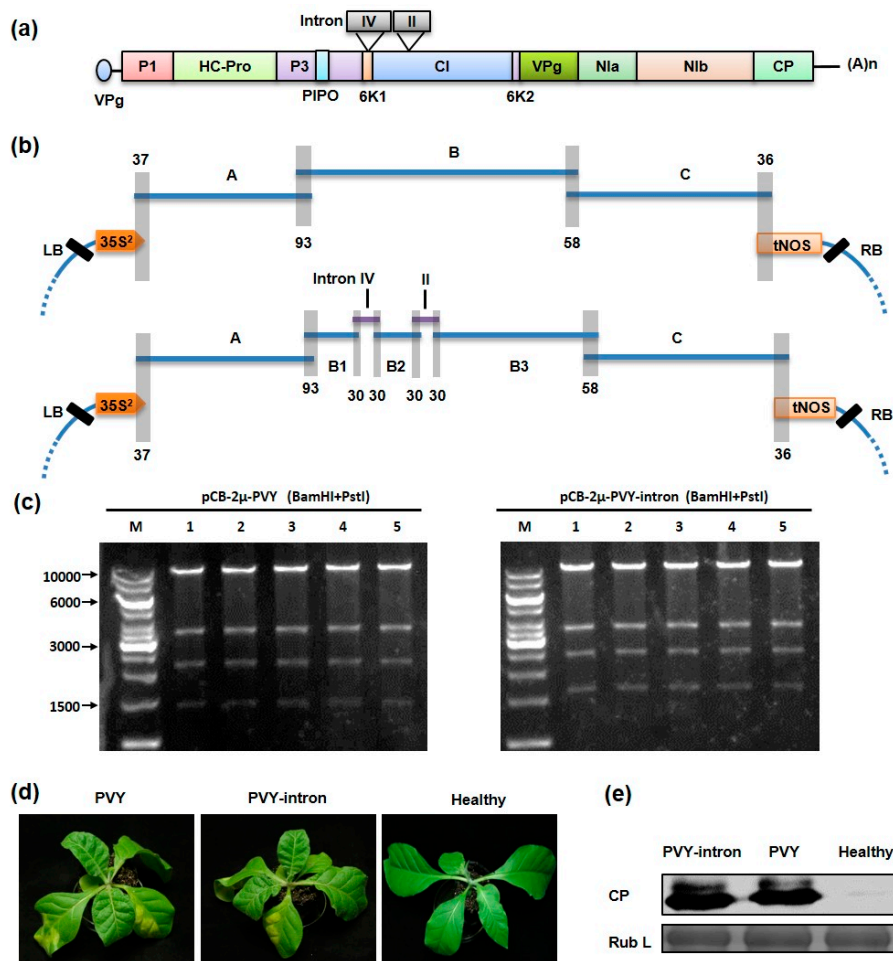 (a)
Intron IV II
P1 HC-Pro P3 CI VPg NIa NIb CP (A)n
VPg PIPO 6K1 6K2
(b)
37 A B C 36
93 58
LB 35S² tNOS RB
Intron IV II
A B1 B2 B3 C
93 30 30 30 30 58
LB 35S² tNOS RB
37 36
(c)
pCB-2μ-PVY (BamHI+PstI)
M 1 2 3 4 5
10000
6000
3000
1500
pCB-2μ-PVY-intron (BamHI+PstI)
M 1 2 3 4 5
(d)
PVY PVY-intron Healthy
(e)
PVY-intron PVY Healthy
CP
Rub L